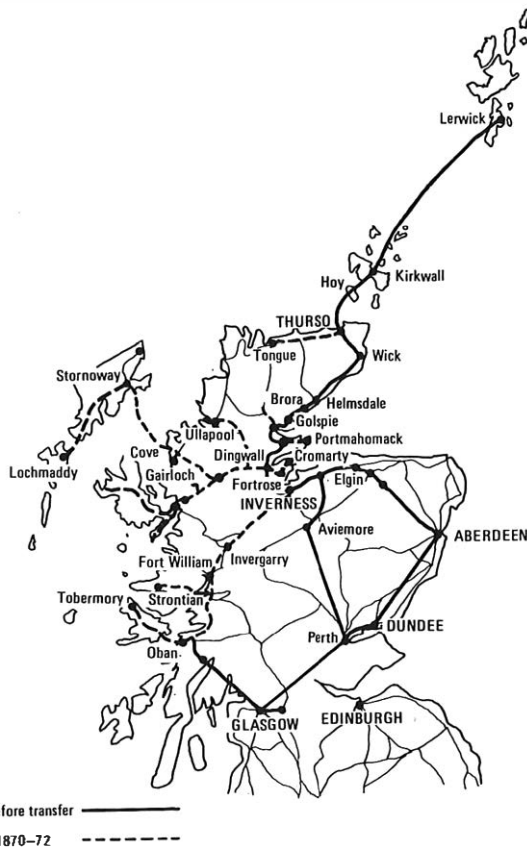 Lerwick
Kirkwall
Hoy
THURSO
Tongue
Wick
Stornoway
Helmsdale
Brora
Golspie
Ullapool
Portmahomack
Dingwall
Cove
Cromarty
Lochmaddy
Gairloch
Fortrose
Elgin
INVERNESS
Aviemore
ABERDEEN
Invergarry
Fort William
Tobermory
Strontian
DUNDEE
Perth
Oban
GLASGOW
EDINBURGH
fore transfer
1870–72